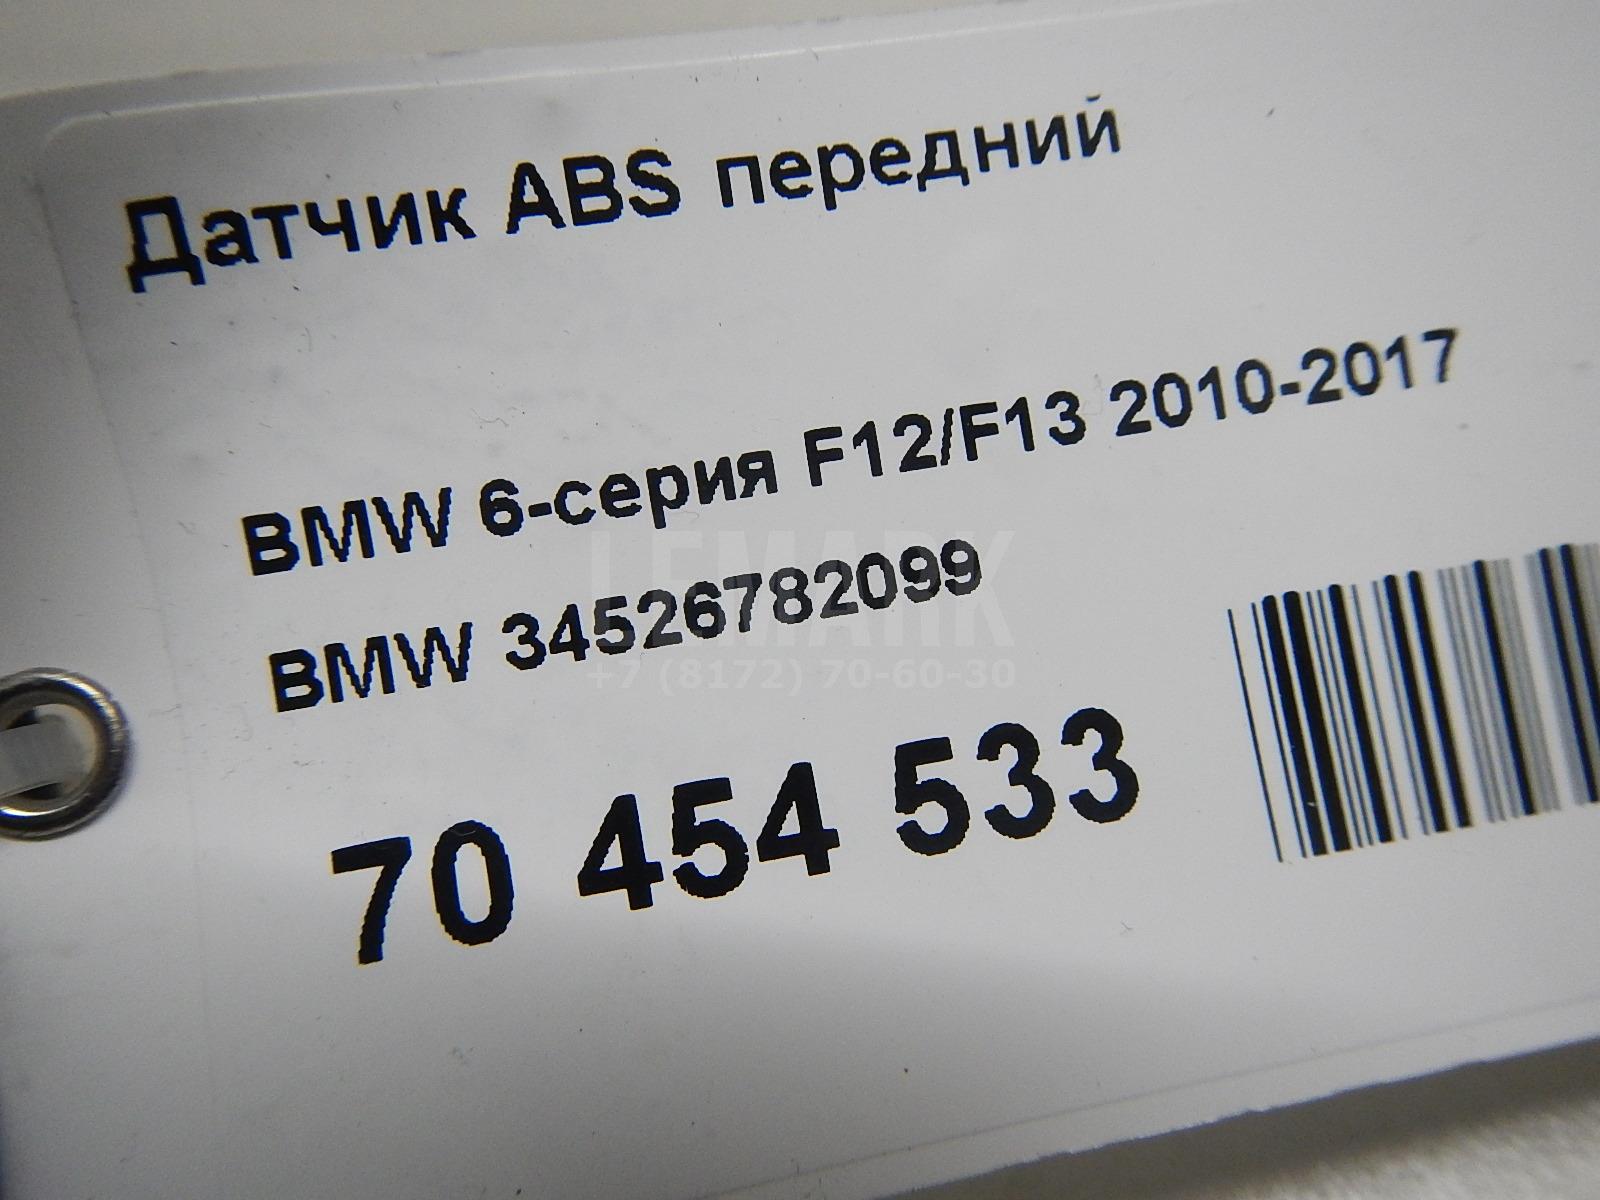 Датчик ABS передний
BMW 6-серия F12/F13 2010-2017
BMW 34526782099
LEMARK
+7 (8172) 70-60-30
70 454 533